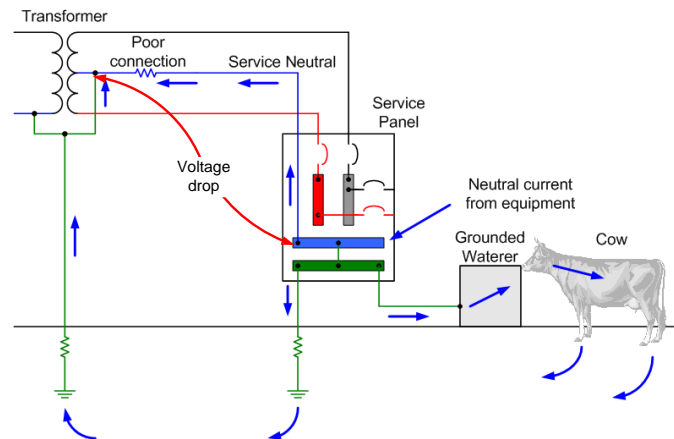 Transformer
Poor
connection
Service Neutral
Service
Panel
Voltage
drop
Neutral current
from equipment
Grounded
Waterer
Cow